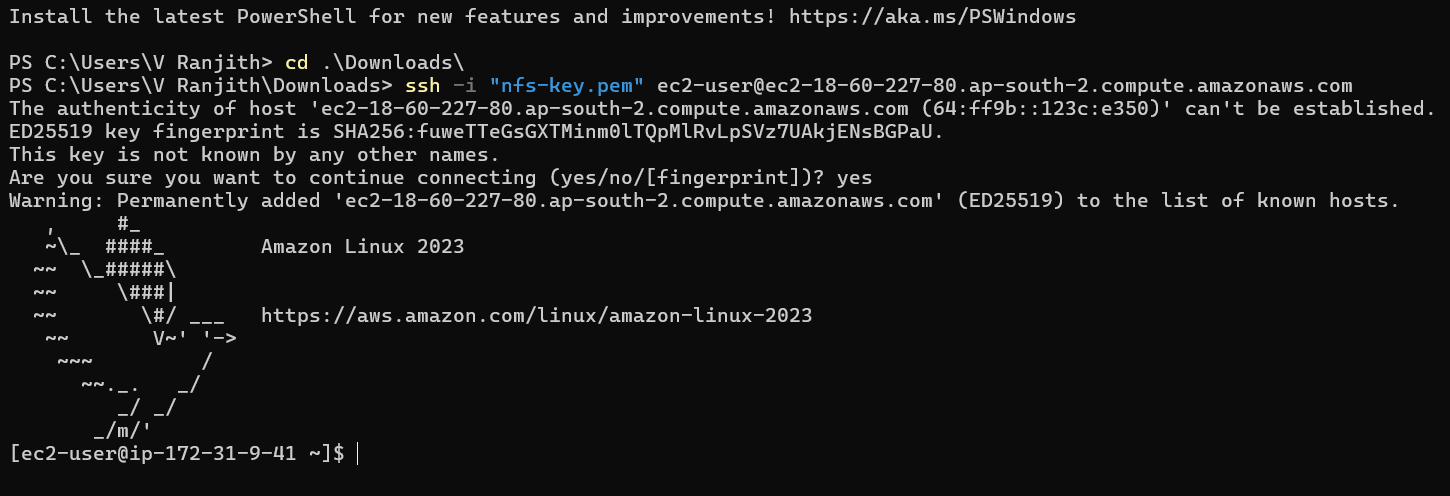 Install the latest PowerShell for new features and improvements! https://aka.ms/PSWindows

PS C:\Users\V Ranjith> cd .\Downloads\
PS C:\Users\V Ranjith\Downloads> ssh -i "nfs-key.pem" ec2-user@ec2-18-60-227-80.ap-south-2.compute.amazonaws.com
The authenticity of host 'ec2-18-60-227-80.ap-south-2.compute.amazonaws.com (64:ff9b::123c:e350)' can't be established.
ED25519 key fingerprint is SHA256:fuweTTeGsGXTMinm0lTQpMlRvLpSVz7UAkjENsBGPaU.
This key is not known by any other names.
Are you sure you want to continue connecting (yes/no/[fingerprint])? yes
Warning: Permanently added 'ec2-18-60-227-80.ap-south-2.compute.amazonaws.com' (ED25519) to the list of known hosts.
   ,     #_
   ~\_  ####_        Amazon Linux 2023
  ~~  \_#####\
  ~~     \###|
  ~~       \#/ ___   https://aws.amazon.com/linux/amazon-linux-2023
   ~~       V~' '->
    ~~~         /
      ~~._.   _/
         _/ _/
       _/m/'
[ec2-user@ip-172-31-9-41 ~]$